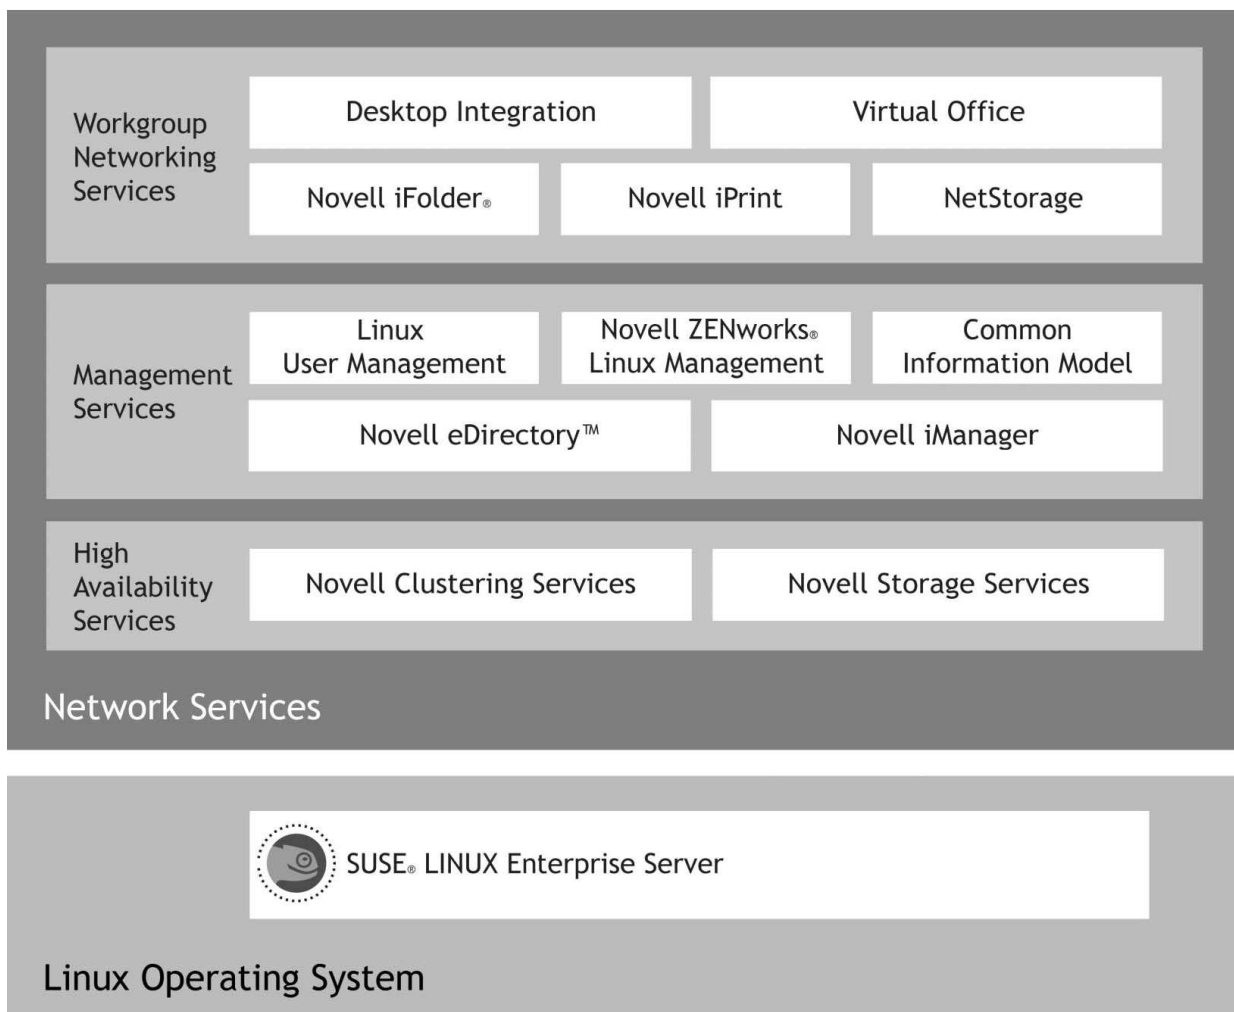 Workgroup
Networking
Services
Desktop Integration
Virtual Office
Novell iFolder®
Novell iPrint
NetStorage
Management
Services
Linux
User Management
Novell ZENworks®
Linux Management
Common
Information Model
Novell eDirectory™
Novell iManager
High
Availability
Services
Novell Clustering Services
Novell Storage Services
Network Services
SUSE® LINUX Enterprise Server
Linux Operating System